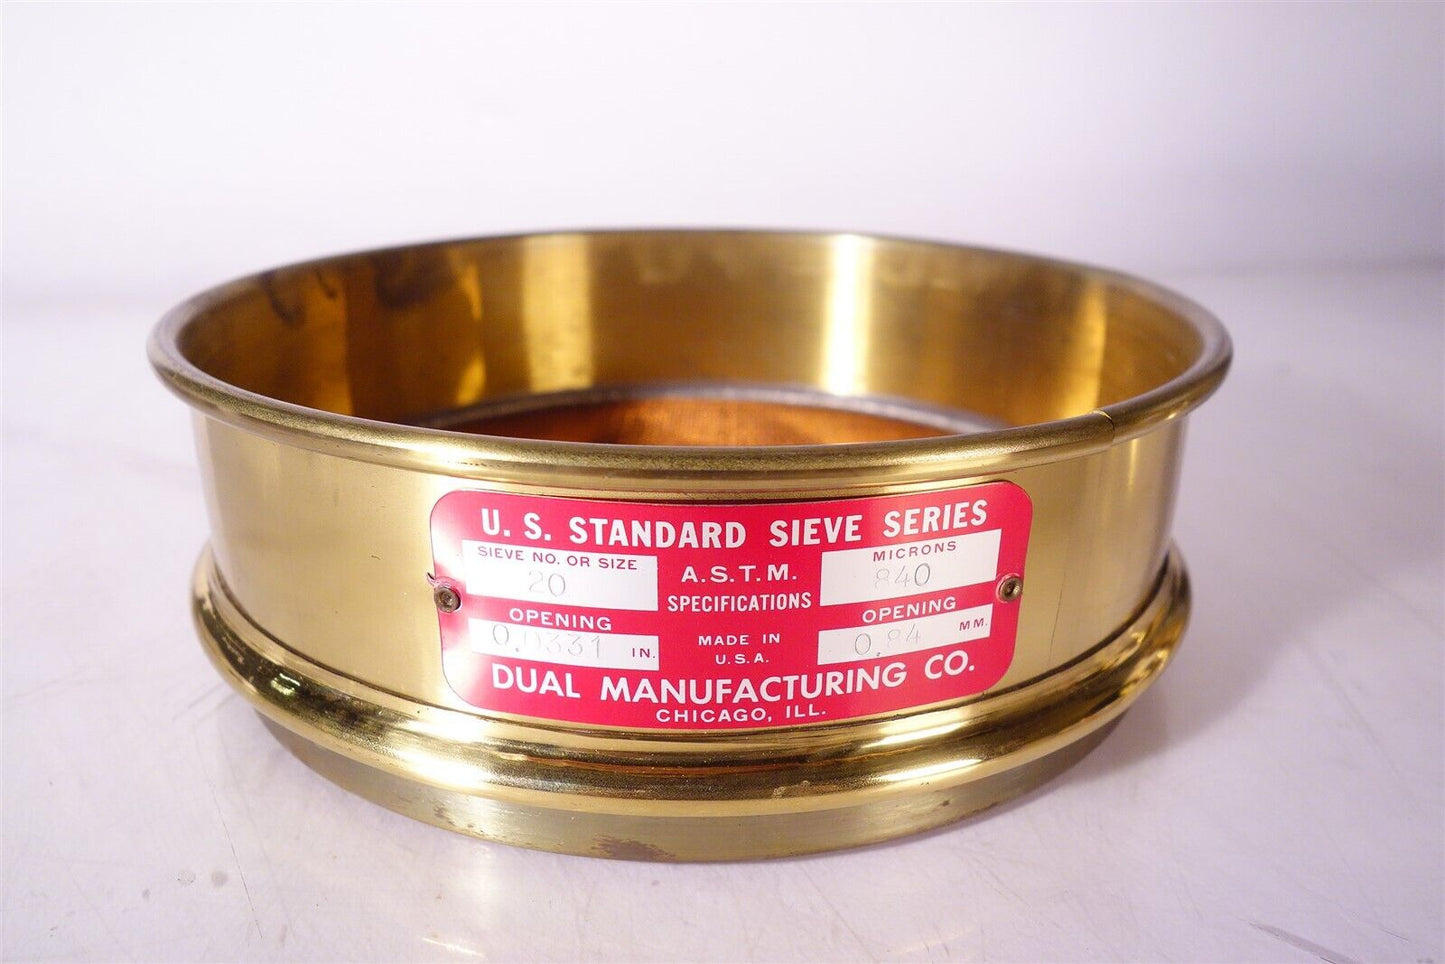 U. S. STANDARD SIEVE SERIES
SIEVE NO. OR SIZE
20
A.S.T.M.
SPECIFICATIONS
MICRONS
840
OPENING
0.0331 IN.
MADE IN
U.S.A.
OPENING
0.84 MM.
DUAL MANUFACTURING CO.
CHICAGO, ILL.